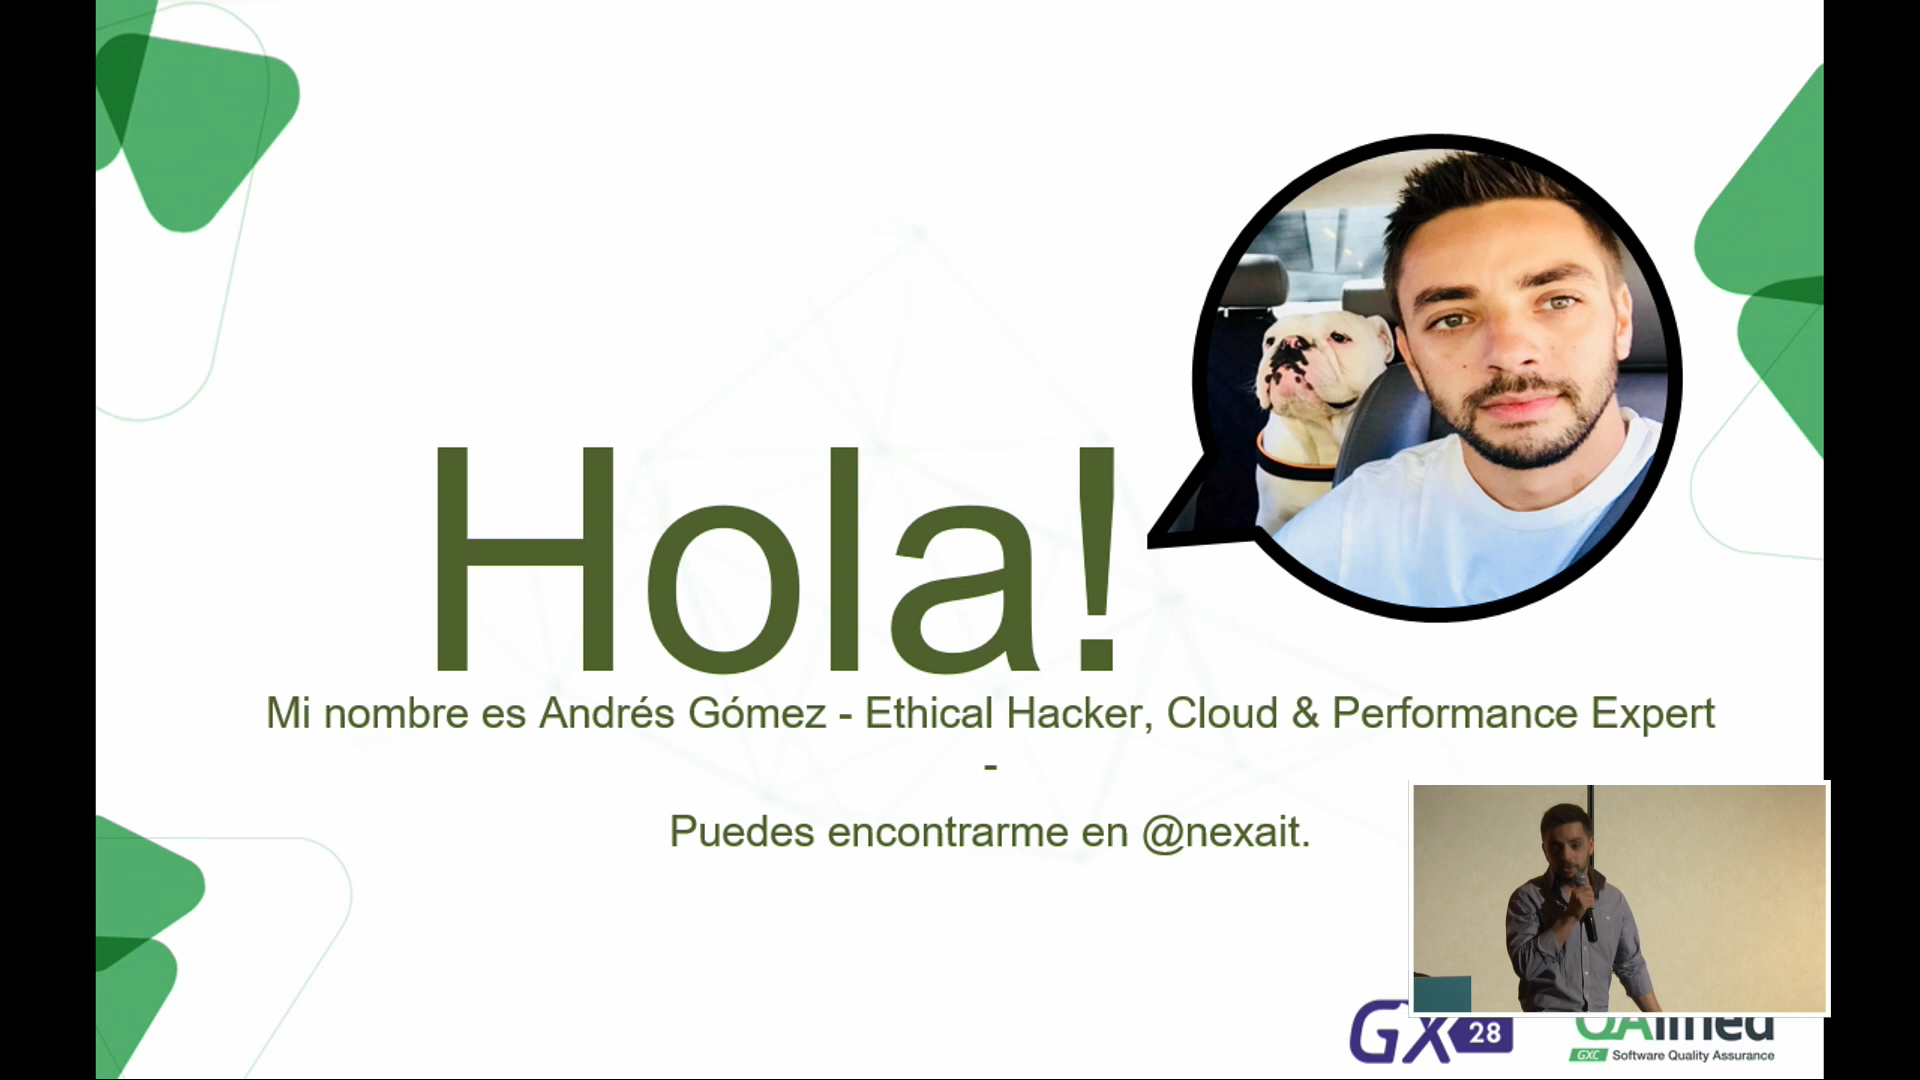 Hola!
Mi nombre es Andrés Gómez - Ethical Hacker, Cloud & Performance Expert
-
Puedes encontrarme en @nexait.
GX 28
GXC Software Quality Assurance